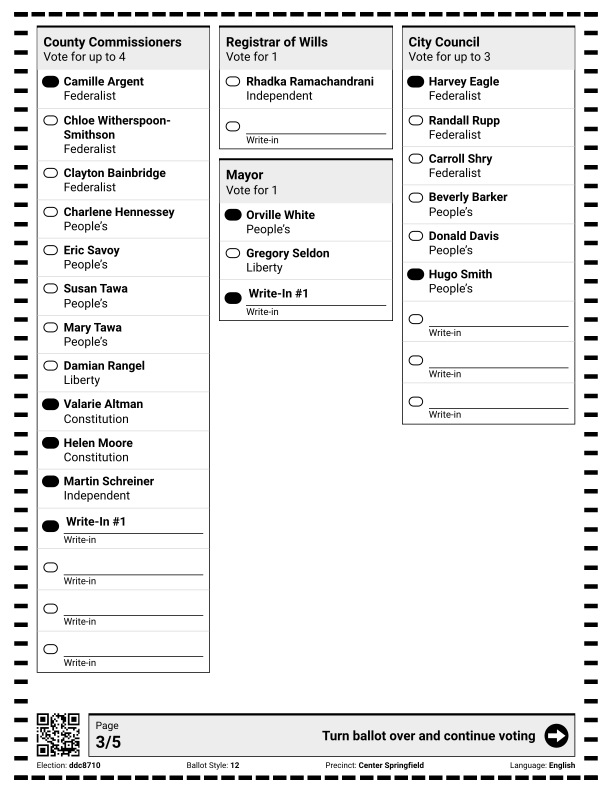 County Commissioners
Vote for up to 4
Camille Argent
Federalist
Chloe Witherspoon-
Smithson
Federalist
Clayton Bainbridge
Federalist
Charlene Hennessey
People's
Eric Savoy
People's
Susan Tawa
People's
Mary Tawa
People's
Damian Rangel
Liberty
Valarie Altman
Constitution
Helen Moore
Constitution
Martin Schreiner
Independent
Write-In #1
Write-in
Write-in
Write-in
Write-in
Registrar of Wills
Vote for 1
Rhadka Ramachandrani
Independent
Write-in
Mayor
Vote for 1
Orville White
People's
Gregory Seldon
Liberty
Write-In #1
Write-in
City Council
Vote for up to 3
Harvey Eagle
Federalist
Randall Rupp
Federalist
Carroll Shry
Federalist
Beverly Barker
People's
Donald Davis
People's
Hugo Smith
People's
Write-in
Write-in
Write-in
Page
3/5
Turn ballot over and continue voting
Election: ddc8710
Ballot Style: 12
Precinct: Center Springfield
Language: English